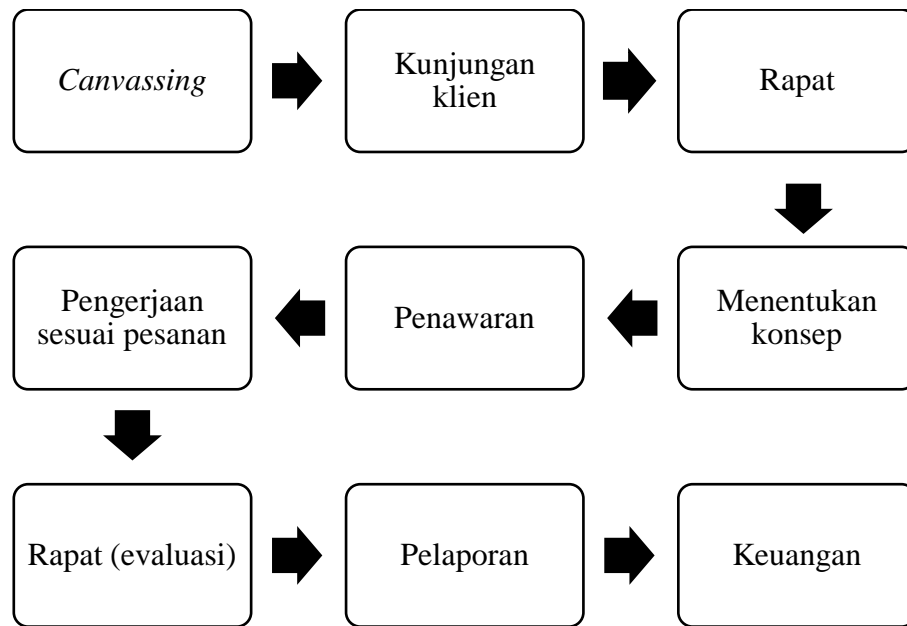 Canvassing
Kunjungan
klien
Rapat
Menentukan
konsep
Penawaran
Pengerjaan
sesuai pesanan
Rapat (evaluasi)
Pelaporan
Keuangan